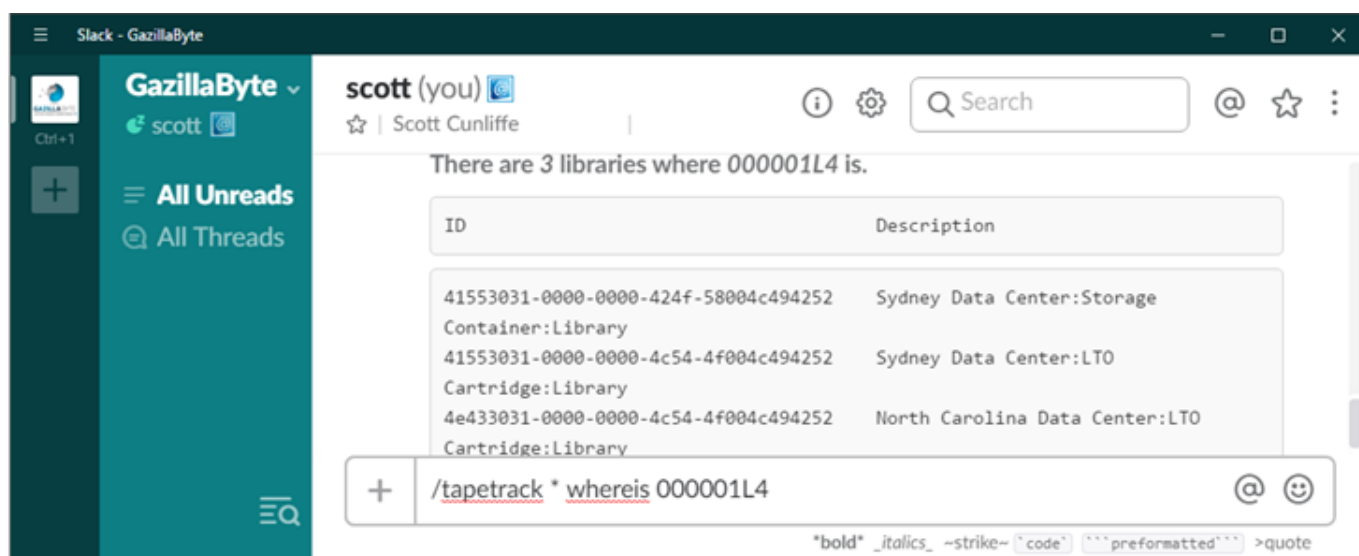 Slack - GazillaByte
GazillaByte
scott
Ctrl+1
All Unreads
All Threads
scott (you)
Scott Cunliffe
Search
There are 3 libraries where 000001L4 is.
ID Description
41553031-0000-0000-424f-58004c494252 Sydney Data Center:Storage
Container:Library
41553031-0000-0000-4c54-4f004c494252 Sydney Data Center:LTO
Cartridge:Library
4e433031-0000-0000-4c54-4f004c494252 North Carolina Data Center:LTO
Cartridge:Library
/tapetrack * whereis 000001L4
*bold* _italics_ ~strike~ `code` ```preformatted``` >quote